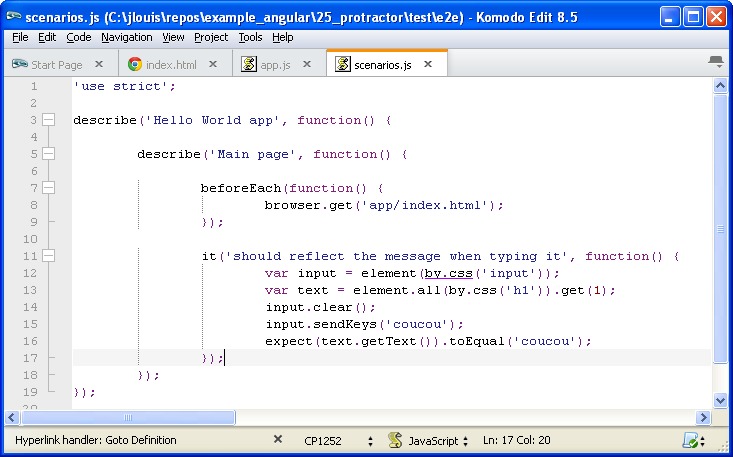 scenarios.js (C:\jlouis\repos\example_angular\25_protractor\test\e2e) - Komodo Edit 8.5
File Edit Code Navigation View Project Tools Help
Start Page index.html app.js scenarios.js
1 'use strict';
2
3 describe('Hello World app', function() {
4
5 describe('Main page', function() {
6
7 beforeEach(function() {
8 browser.get('app/index.html');
9 });
10
11 it('should reflect the message when typing it', function() {
12 var input = element(by.css('input'));
13 var text = element.all(by.css('h1')).get(1);
14 input.clear();
15 input.sendKeys('coucou');
16 expect(text.getText()).toEqual('coucou');
17 });
18 });
19 });
20
Hyperlink handler: Goto Definition CP1252 JavaScript Ln: 17 Col: 20